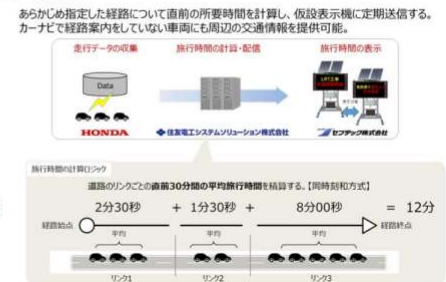 あらかじめ指定した経路について直前の所要時間を計算し、仮設表示機に定期送信する。
カーナビで経路案内をしていない車両にも周辺の交通情報を提供可能。
走行データの収集
旅行時間の計算・配信
旅行時間の表示
Data
HONDA
住友電工システムソリューション株式会社
セフテック株式会社
旅行時間の計算ロジック
道路のリンクごとの直前30分間の平均旅行時間を積算する。【同時刻和方式】
2分30秒 + 1分30秒 + 8分00秒 = 12分
経路始点
平均
平均
平均
経路終点
リンク1
リンク2
リンク3